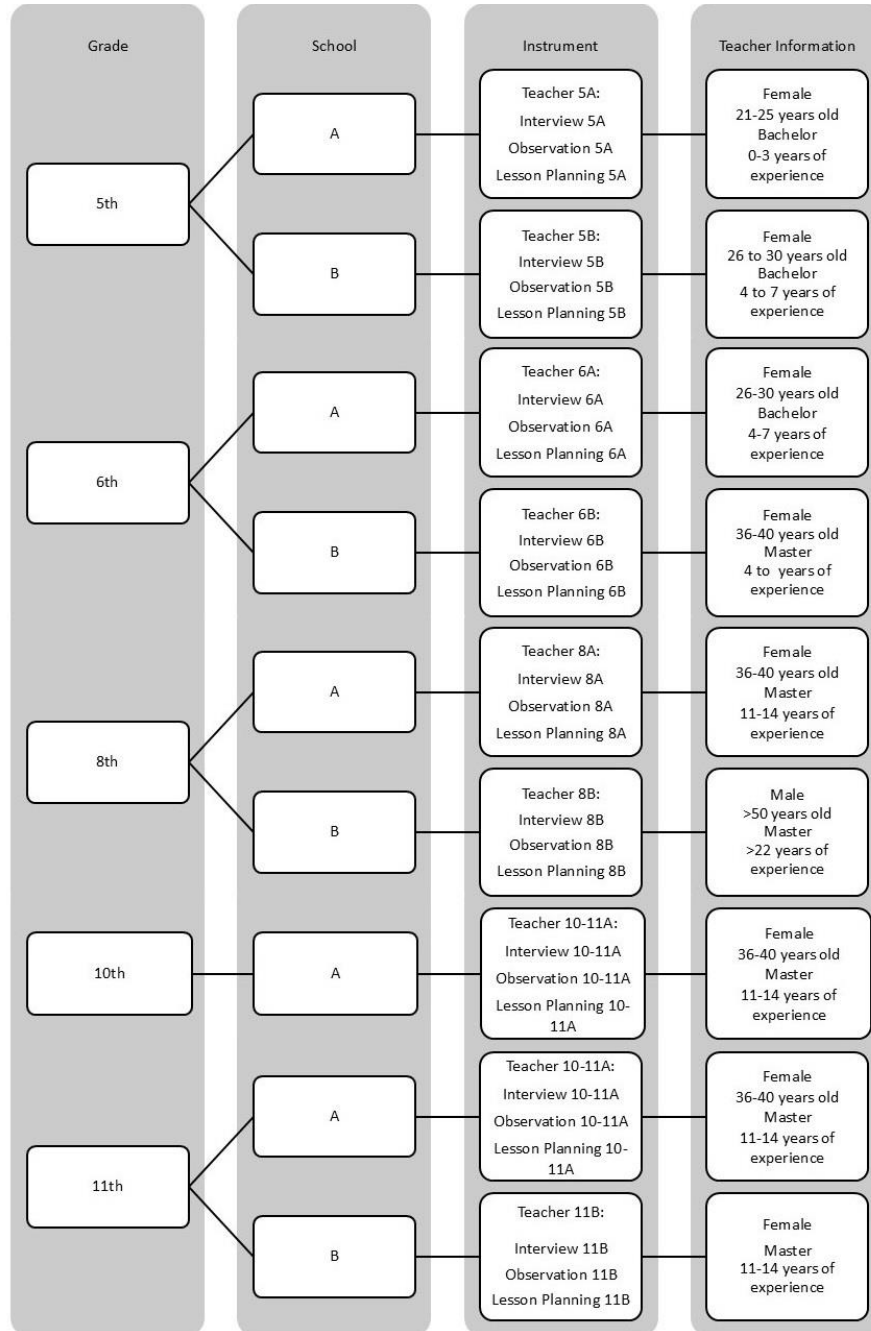 Grade
School
Instrument
Teacher Information
5th
A
Teacher 5A:
Interview 5A
Observation 5A
Lesson Planning 5A
Female
21-25 years old
Bachelor
0-3 years of
experience
B
Teacher 5B:
Interview 5B
Observation 5B
Lesson Planning 5B
Female
26 to 30 years old
Bachelor
4 to 7 years of
experience
6th
A
Teacher 6A:
Interview 6A
Observation 6A
Lesson Planning 6A
Female
26-30 years old
Bachelor
4-7 years of
experience
B
Teacher 6B:
Interview 6B
Observation 6B
Lesson Planning 6B
Female
36-40 years old
Master
4 to  years of
experience
8th
A
Teacher 8A:
Interview 8A
Observation 8A
Lesson Planning 8A
Female
36-40 years old
Master
11-14 years of
experience
B
Teacher 8B:
Interview 8B
Observation 8B
Lesson Planning 8B
Male
>50 years old
Master
>22 years of
experience
10th
A
Teacher 10-11A:
Interview 10-11A
Observation 10-11A
Lesson Planning 10-
11A
Female
36-40 years old
Master
11-14 years of
experience
11th
A
Teacher 10-11A:
Interview 10-11A
Observation 10-11A
Lesson Planning 10-
11A
Female
36-40 years old
Master
11-14 years of
experience
B
Teacher 11B:
Interview 11B
Observation 11B
Lesson Planning 11B
Female
Master
11-14 years of
experience